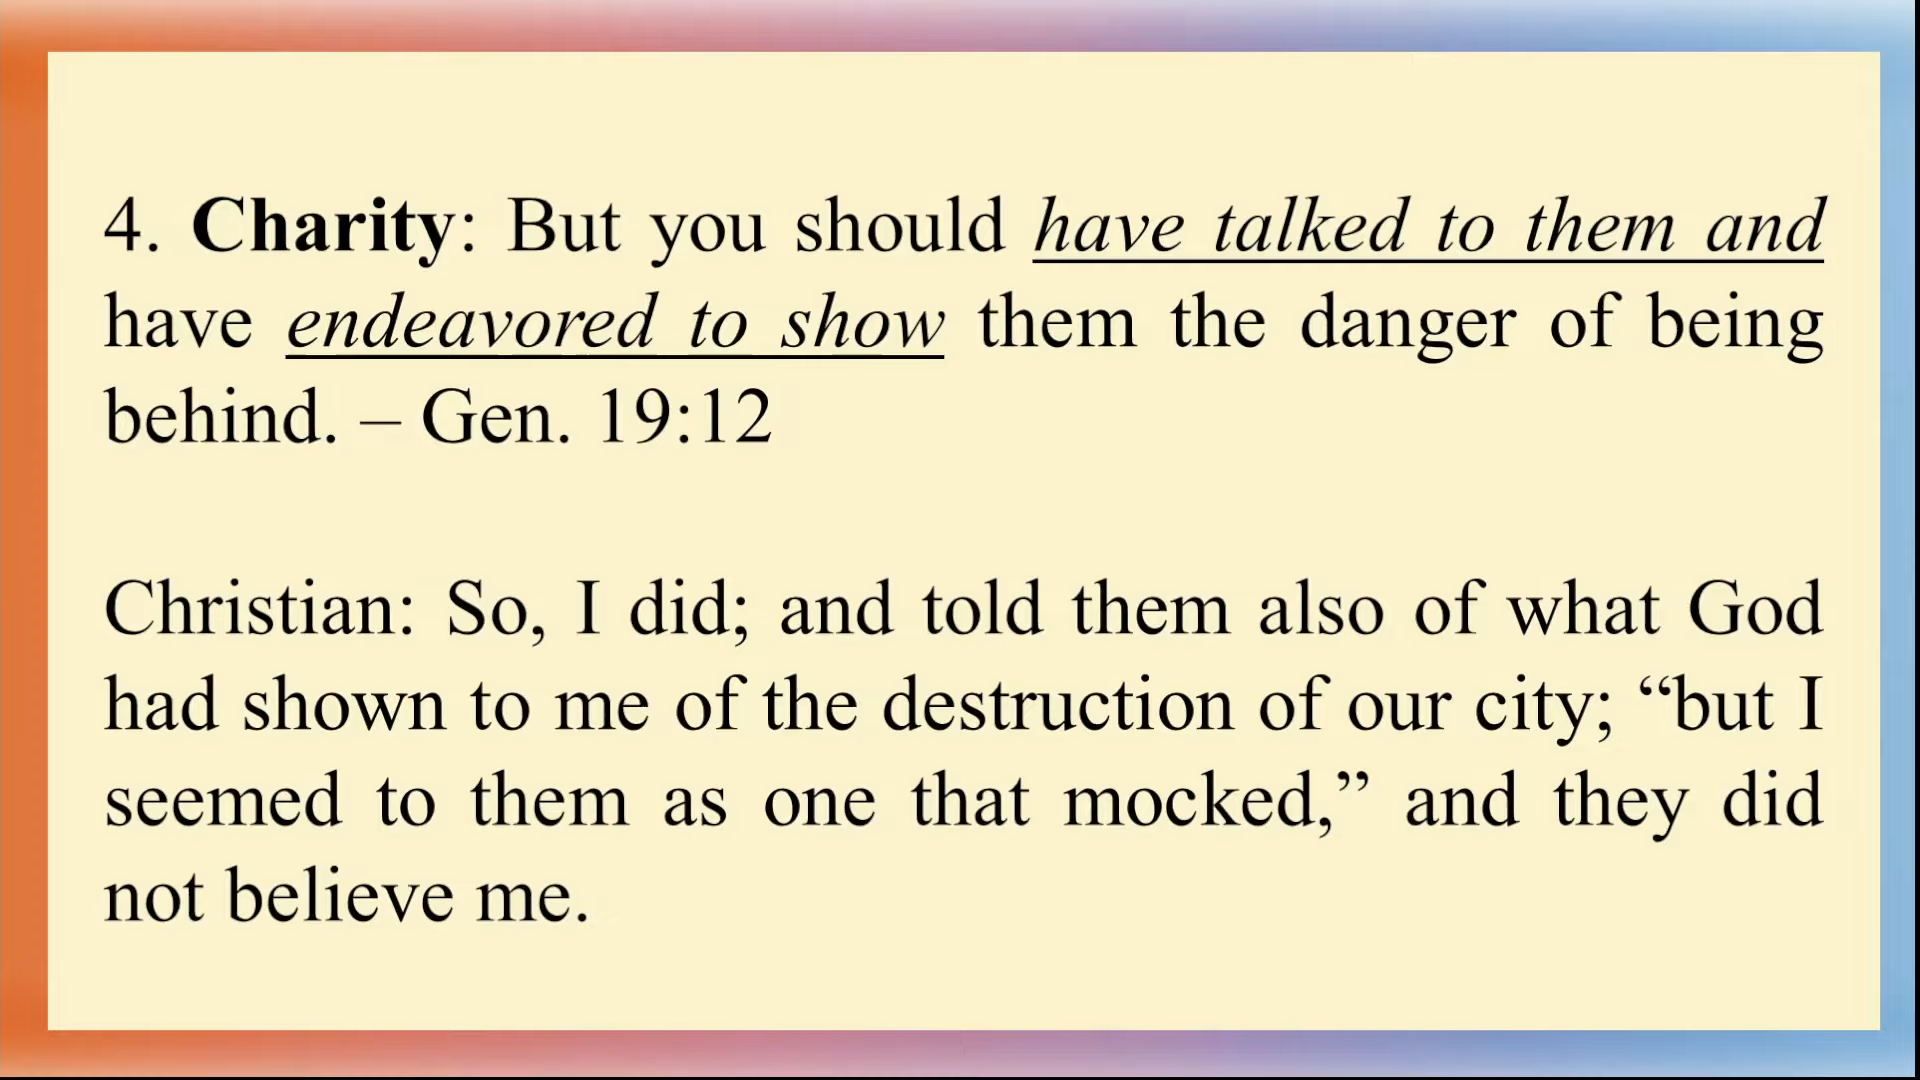 4. Charity: But you should have talked to them and
have endeavored to show them the danger of being
behind. – Gen. 19:12
Christian: So, I did; and told them also of what God
had shown to me of the destruction of our city; “but I
seemed to them as one that mocked,” and they did
not believe me.